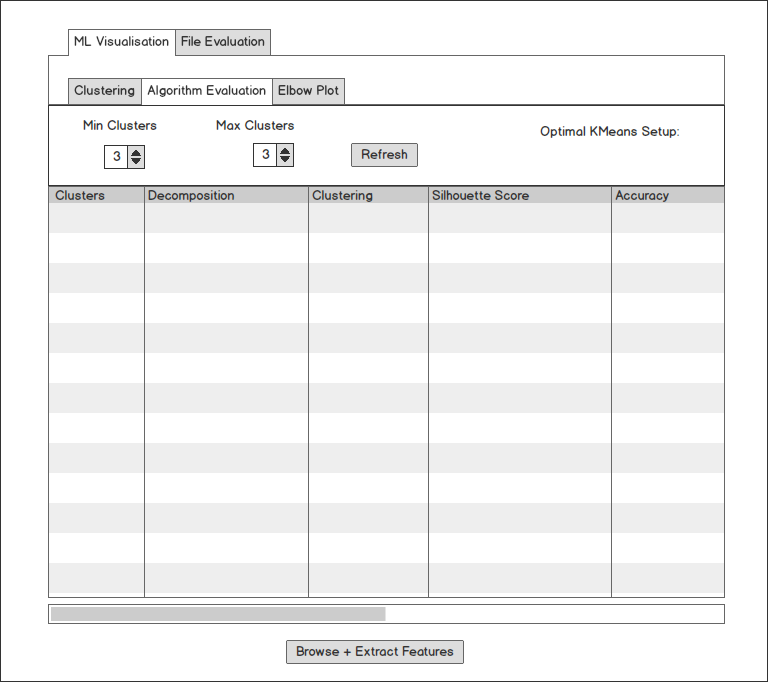 ML Visualisation File Evaluation
Clustering Algorithm Evaluation Elbow Plot
Min Clusters Max Clusters
Optimal KMeans Setup:
3 3 Refresh
Clusters Decomposition Clustering Silhouette Score Accuracy
Browse + Extract Features